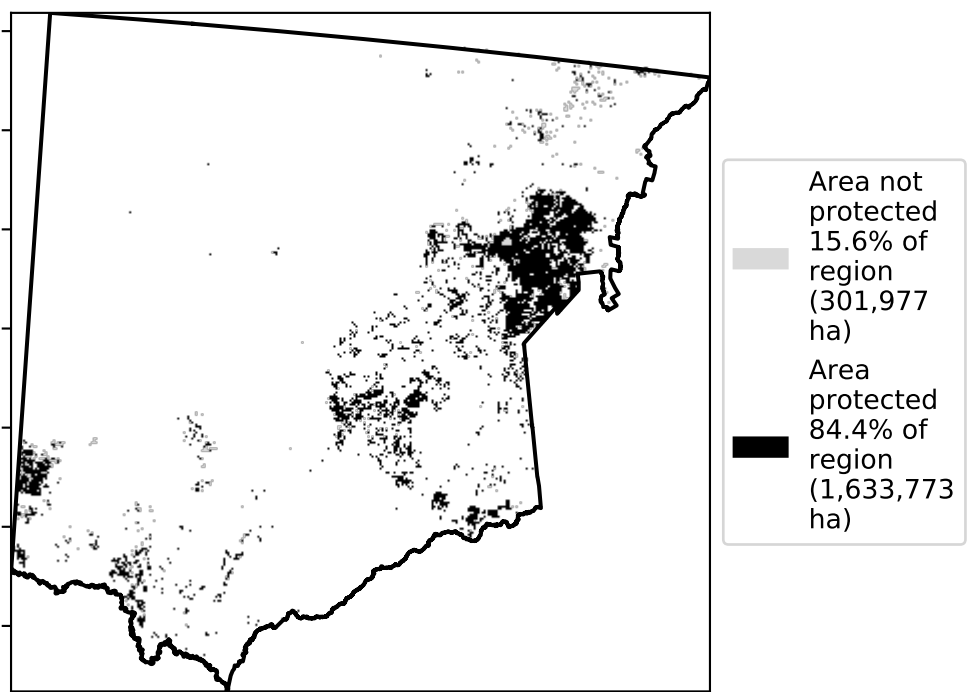 Area not
protected
15.6% of
region
(301,977
ha)
Area
protected
84.4% of
region
(1,633,773
ha)